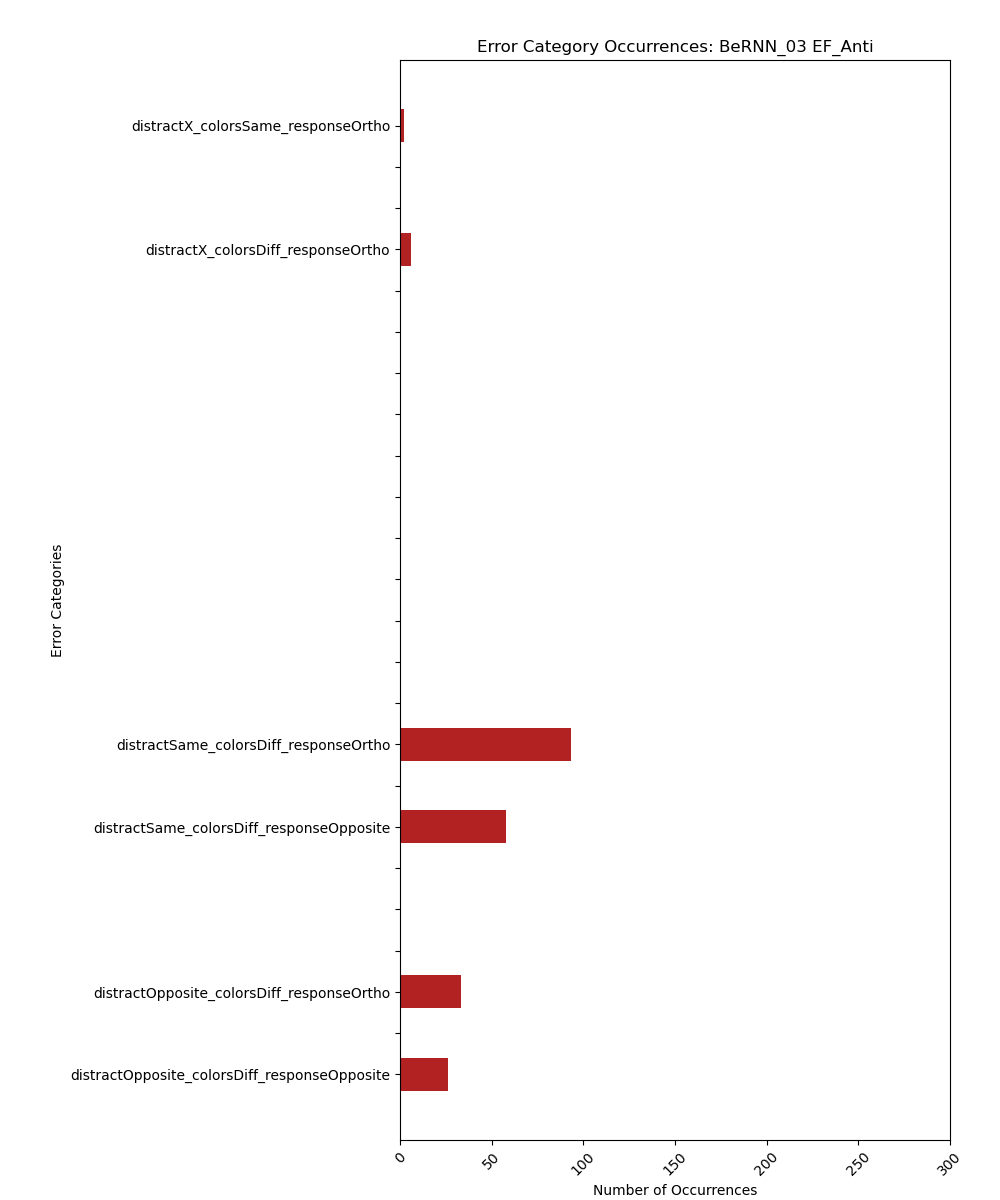 Error Category Occurrences: BeRNN_03 EF_Anti
distractX_colorsSame_responseOrtho
distractX_colorsDiff_responseOrtho
Error Categories
distractSame_colorsDiff_responseOrtho
distractSame_colorsDiff_responseOpposite
distractOpposite_colorsDiff_responseOrtho
distractOpposite_colorsDiff_responseOpposite
0 50 100 150 200 250 300
Number of Occurrences